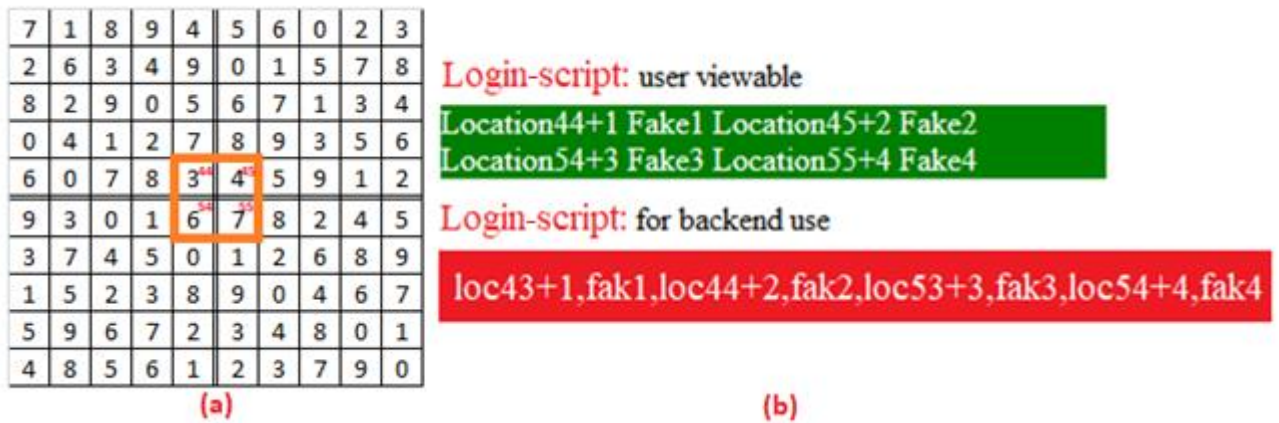 7 1 8 9 4 5 6 0 2 3
2 6 3 4 9 0 1 5 7 8
8 2 9 0 5 6 7 1 3 4
0 4 1 2 7 8 9 3 5 6
6 0 7 8 3 44 4 45 5 9 1 2
9 3 0 1 6 54 7 55 8 2 4 5
3 7 4 5 0 1 2 6 8 9
1 5 2 3 8 9 0 4 6 7
5 9 6 7 2 3 4 8 0 1
4 8 5 6 1 2 3 7 9 0
(a)
Login-script: user viewable
Location44+1 Fake1 Location45+2 Fake2
Location54+3 Fake3 Location55+4 Fake4
Login-script: for backend use
loc43+1,fak1,loc44+2,fak2,loc53+3,fak3,loc54+4,fak4
(b)